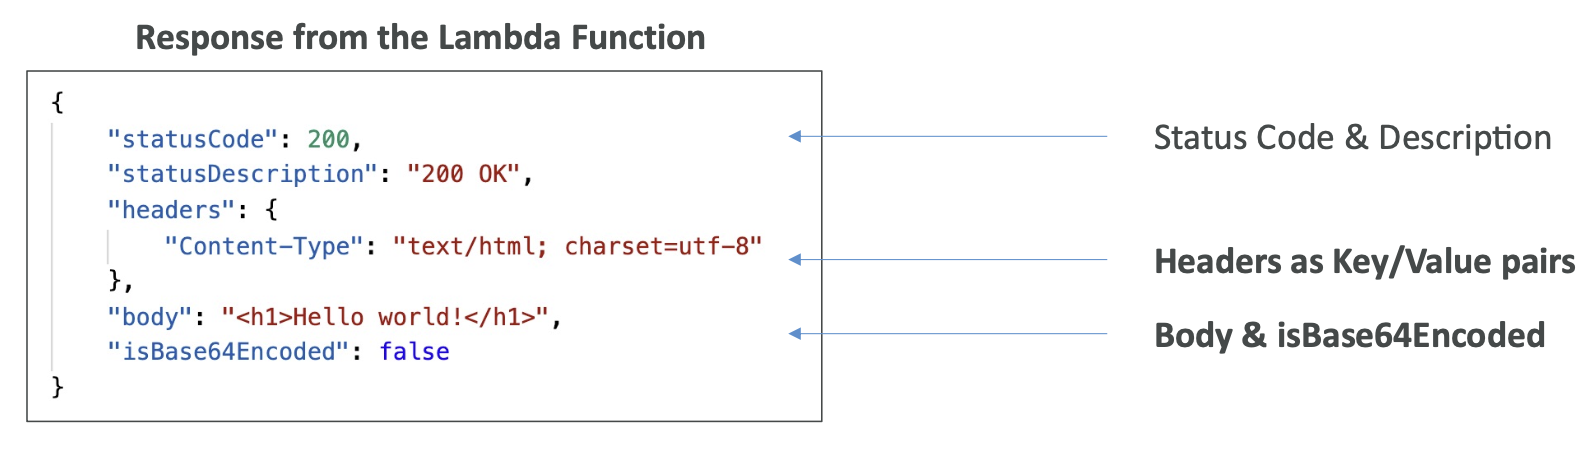 Response from the Lambda Function
{
"statusCode": 200,
"statusDescription": "200 OK",
"headers": {
"Content-Type": "text/html; charset=utf-8"
},
"body": "<h1>Hello world!</h1>",
"isBase64Encoded": false
}
Status Code & Description
Headers as Key/Value pairs
Body & isBase64Encoded